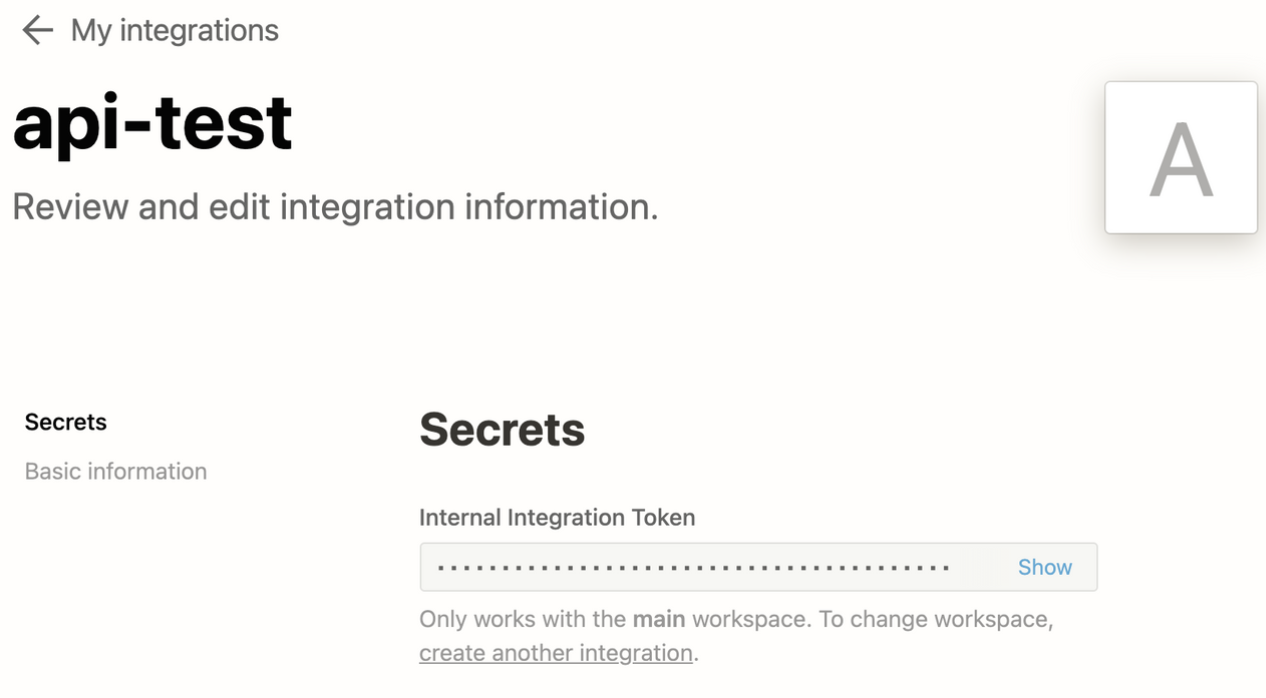 ← My integrations
api-test
A
Review and edit integration information.
Secrets
Basic information
Secrets
Internal Integration Token
•••••••••••••••••••••••••••••••••••••••••••
Show
Only works with the main workspace. To change workspace,
create another integration.